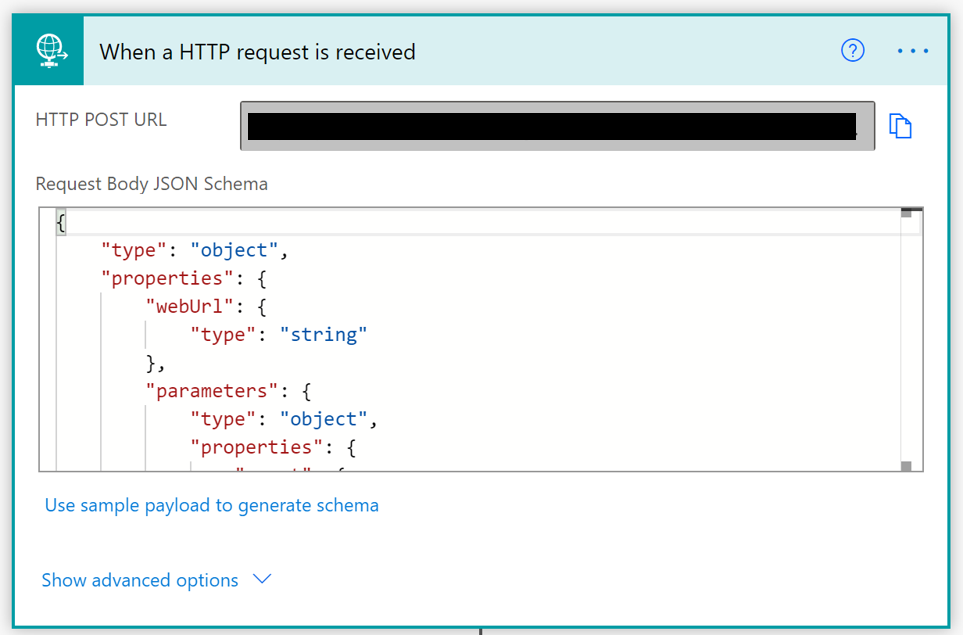 When a HTTP request is received
HTTP POST URL
Request Body JSON Schema
{
"type": "object",
"properties": {
"webUrl": {
"type": "string"
},
"parameters": {
"type": "object",
"properties": {
Use sample payload to generate schema
Show advanced options